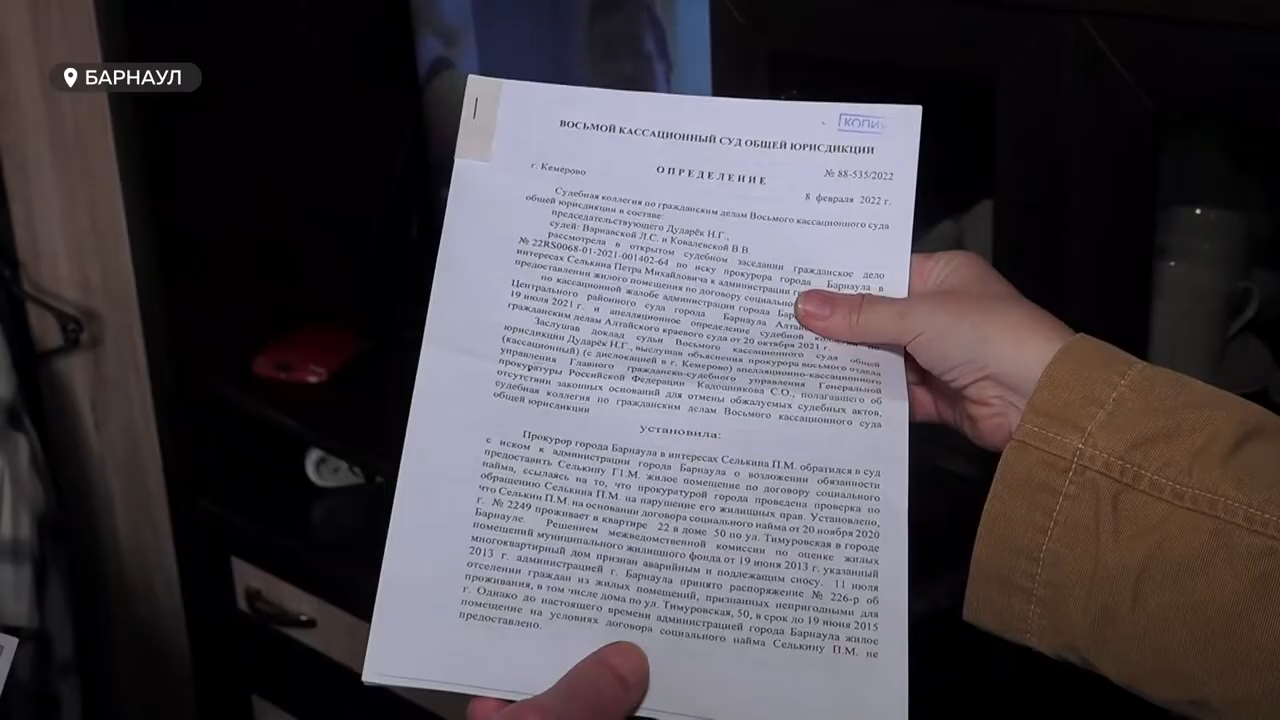 БАРНАУЛ
КОПИ
ВОСЬМОЙ КАССАЦИОННЫЙ СУД ОБЩЕЙ ЮРИСДИКЦИИ
г. Кемерово
ОПРЕДЕЛЕНИЕ
№ 88-535/2022
8 февраля 2022 г.
Судебная коллегия по гражданским делам Восьмого кассационного суда
общей юрисдикции в составе:
председательствующего Дударёк Н.Г.,
судей: Варнавской Л.С. и Ковалевской В.В.
рассмотрела в открытом судебном заседании гражданское дело
№ 22RS0068-01-2021-001402-64 по иску прокурора города Барнаула в
интересах Селькина Петра Михайловича к администрации
предоставлении жилого помещения по договору
по кассационной жалобе администрации города
Центрального районного суда города Барнаула
19 июля 2021 г. и апелляционное определение судебной
гражданским делам Алтайского краевого суда от 20 октября 2021 г.
Заслушав доклад судьи Восьмого кассационного суда общей
юрисдикции Дударёк Н.Г., выслушав объяснения прокурора восьмого отдела
(кассационный) (с дислокацией в г. Кемерово) апелляционно-кассационного
управления Главного гражданско-судебного управления Генеральной
прокуратуры Российской Федерации Кадошникова С.О., полагавшего об
отсутствии законных оснований для отмены обжалуемых судебных актов,
судебная коллегия по гражданским делам Восьмого кассационного суда
общей юрисдикции
установила:
Прокурор города Барнаула в интересах Селькина П.М. обратился в суд
с иском к администрации города Барнаула о возложении обязанности
предоставить Селькину Г1.М. жилое помещение по договору социального
найма, ссылаясь на то, что прокуратурой города проведена проверка по
обращению Селькина П.М. на нарушение его жилищных прав. Установлено,
что Селькин П.М. на основании договора социального найма от 20 ноября 2020
г. № 2249 проживает в квартире 22 в доме 50 по ул. Тимуровская в городе
Барнауле. Решением межведомственной комиссии по оценке жилых
помещений муниципального жилищного фонда от 19 июня 2013 г. указанный
многоквартирный дом признан аварийным и подлежащим сносу. 11 июля
2013 г. администрацией г. Барнаула принято распоряжение № 226-р об
отселении граждан из жилых помещений, признанных непригодными для
проживания, в том числе дома по ул. Тимуровская, 50, в срок до 19 июня 2015
г. Однако до настоящего времени администрацией города Барнаула жилое
помещение на условиях договора социального найма Селькину П.М. не
предоставлено.